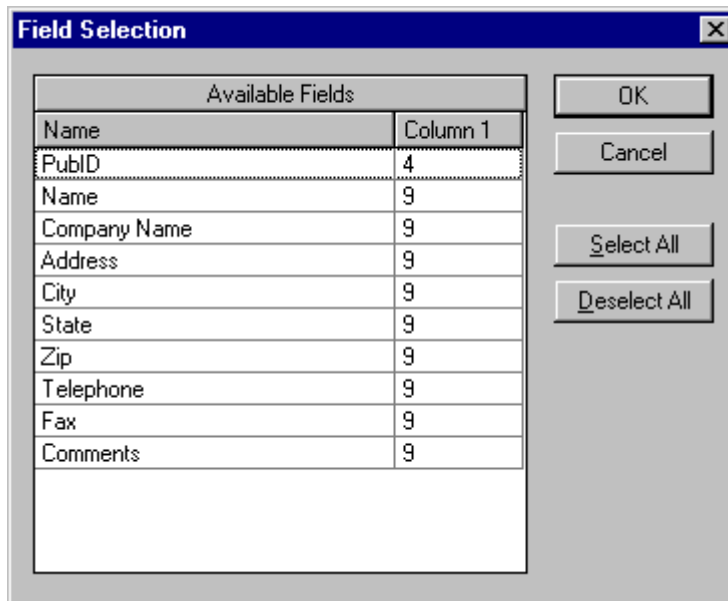 Field Selection
Available Fields
Name Column 1
PubID 4
Name 9
Company Name 9
Address 9
City 9
State 9
Zip 9
Telephone 9
Fax 9
Comments 9
OK
Cancel
Select All
Deselect All